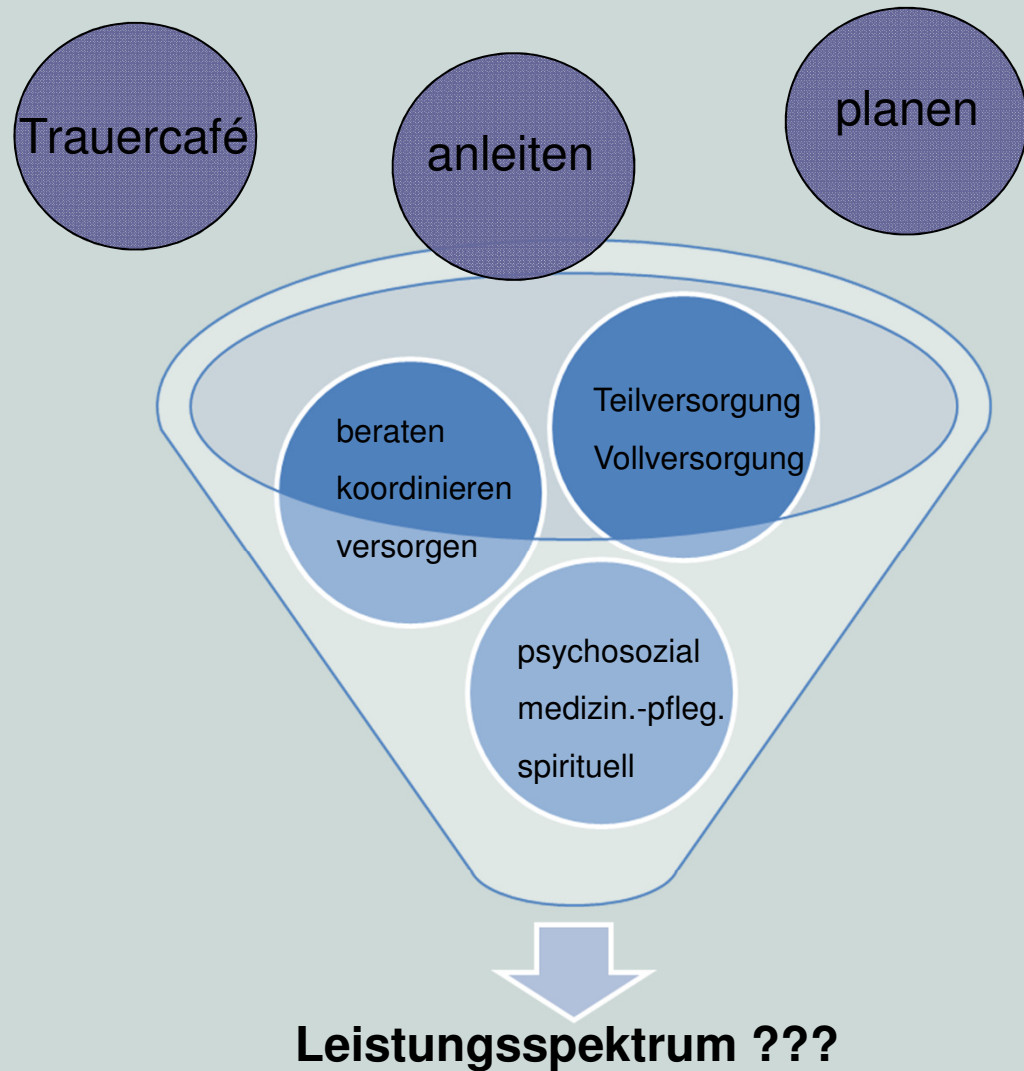 Trauercafé
anleiten
planen
beraten
koordinieren
versorgen
Teilversorgung
Vollversorgung
psychosozial
medizin.-pfleg.
spirituell
Leistungsspektrum ???